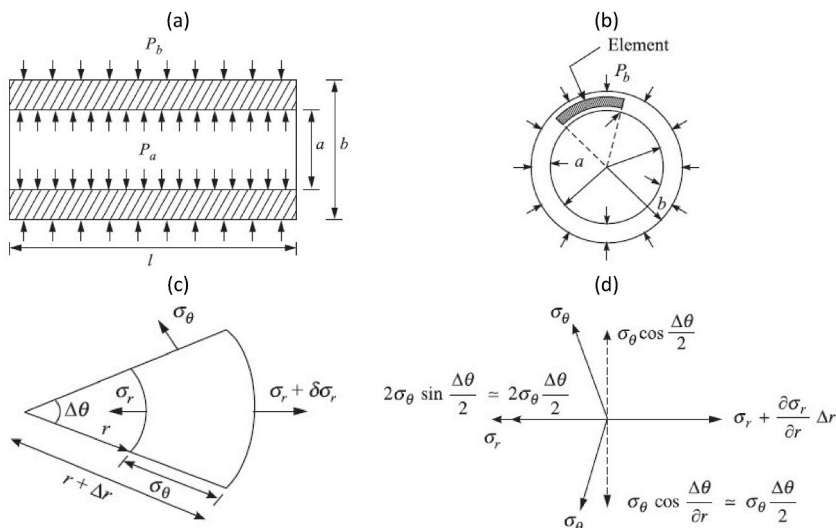 (a)
P_b
P_a
a
b
l
(b)
Element
P_b
a
b
(c)
σ_θ
σ_r
Δθ
r
σ_r + δσ_r
r + Δr
σ_θ
(d)
σ_θ
σ_θ cos Δθ/2
2σ_θ sin Δθ/2 ≃ 2σ_θ Δθ/2
σ_r
σ_r + ∂σ_r/∂r Δr
σ_θ
σ_θ cos Δθ/∂r ≃ σ_θ Δθ/2